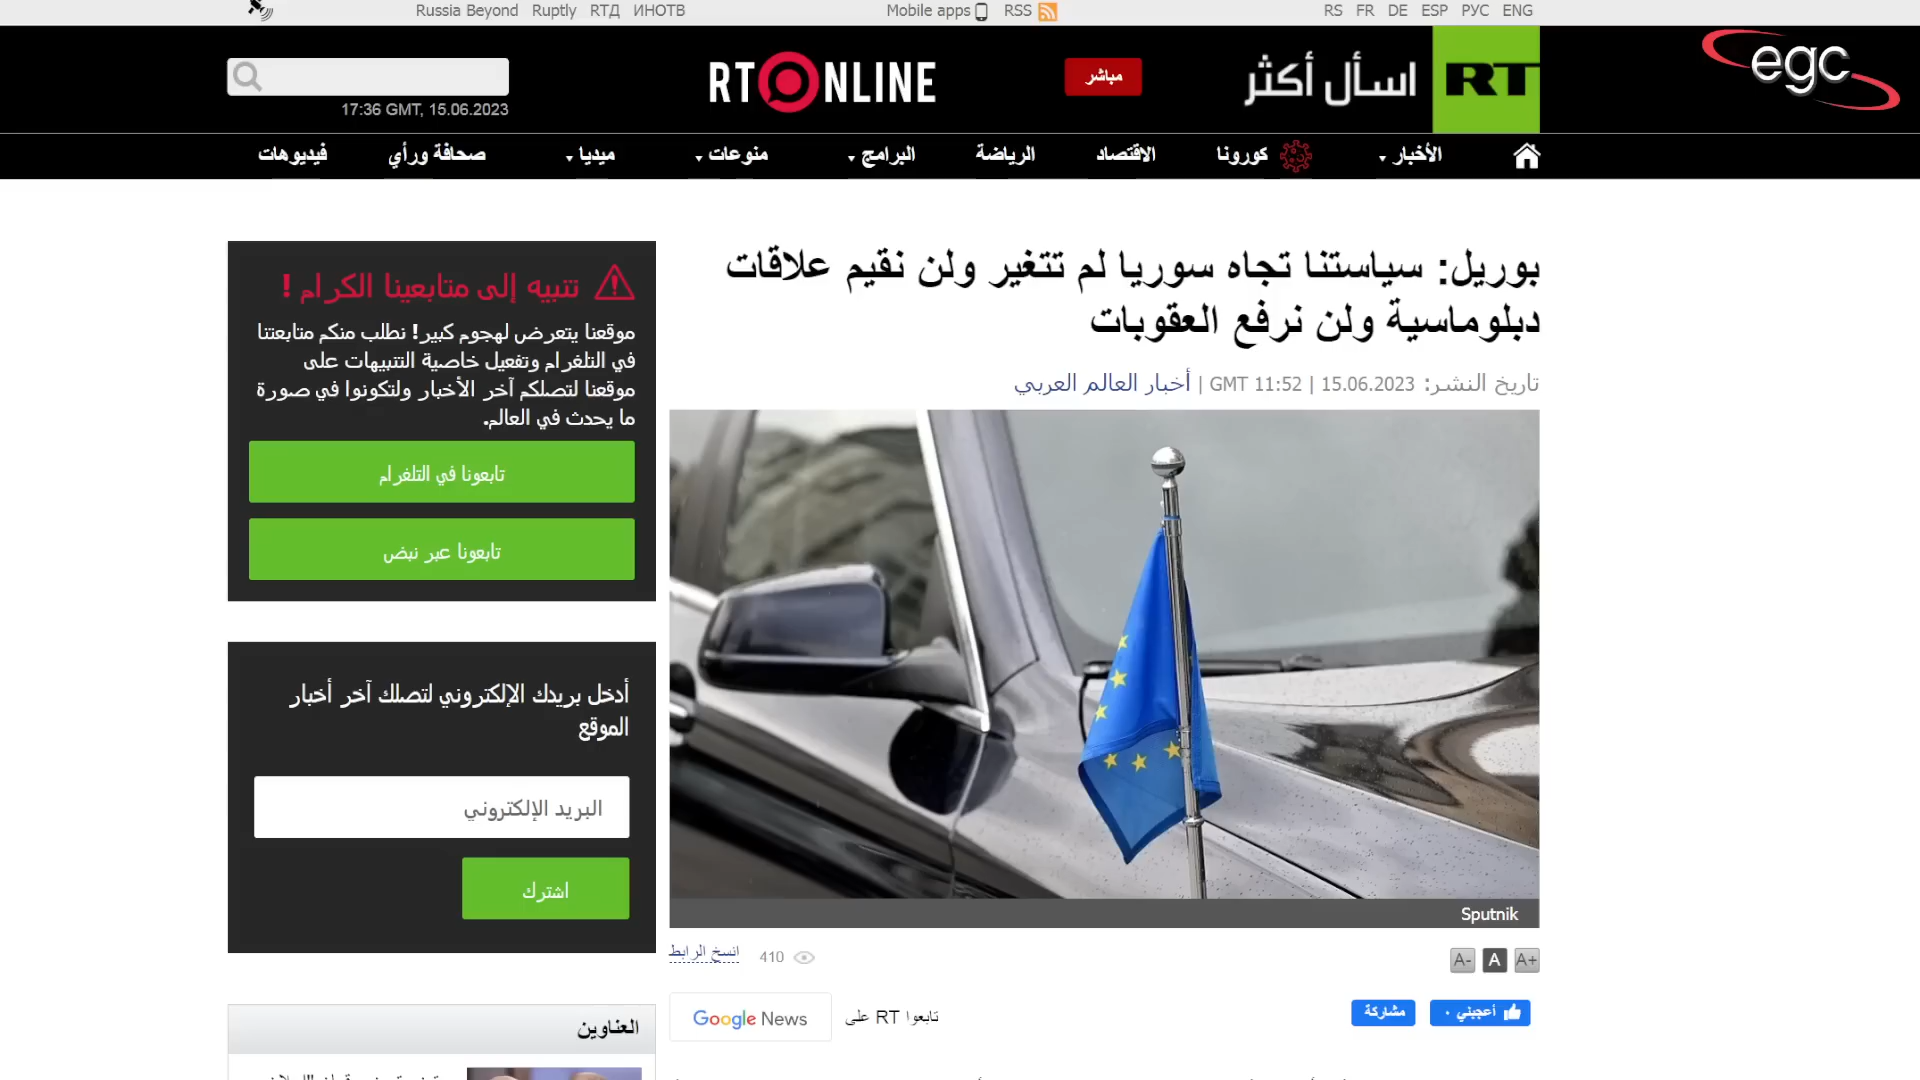 Russia Beyond Ruptly RTД ИНОТВ
Mobile apps RSS
RS FR DE ESP РУС ENG
RT ONLINE
مباشر
اسأل أكثر
RT
egc
17:36 GMT, 15.06.2023
الأخبار
كورونا
الاقتصاد
الرياضة
البرامج
منوعات
ميديا
صحافة ورأي
فيديوهات
بوريل: سياستنا تجاه سوريا لم تتغير ولن نقيم علاقات
دبلوماسية ولن نرفع العقوبات
تاريخ النشر: 15.06.2023 | 11:52 GMT | أخبار العالم العربي
Sputnik
A- A A+
410
انسخ الرابط
أعجبني ٠
مشاركة
تابعوا RT على
Google News
تنبيه إلى متابعينا الكرام !
موقعنا يتعرض لهجوم كبير! نطلب منكم متابعتنا
في التلغرام وتفعيل خاصية التنبيهات على
موقعنا لتصلكم آخر الأخبار ولتكونوا في صورة
ما يحدث في العالم.
تابعونا في التلغرام
تابعونا عبر نبض
أدخل بريدك الإلكتروني لتصلك آخر أخبار
الموقع
البريد الإلكتروني
اشترك
العناوين